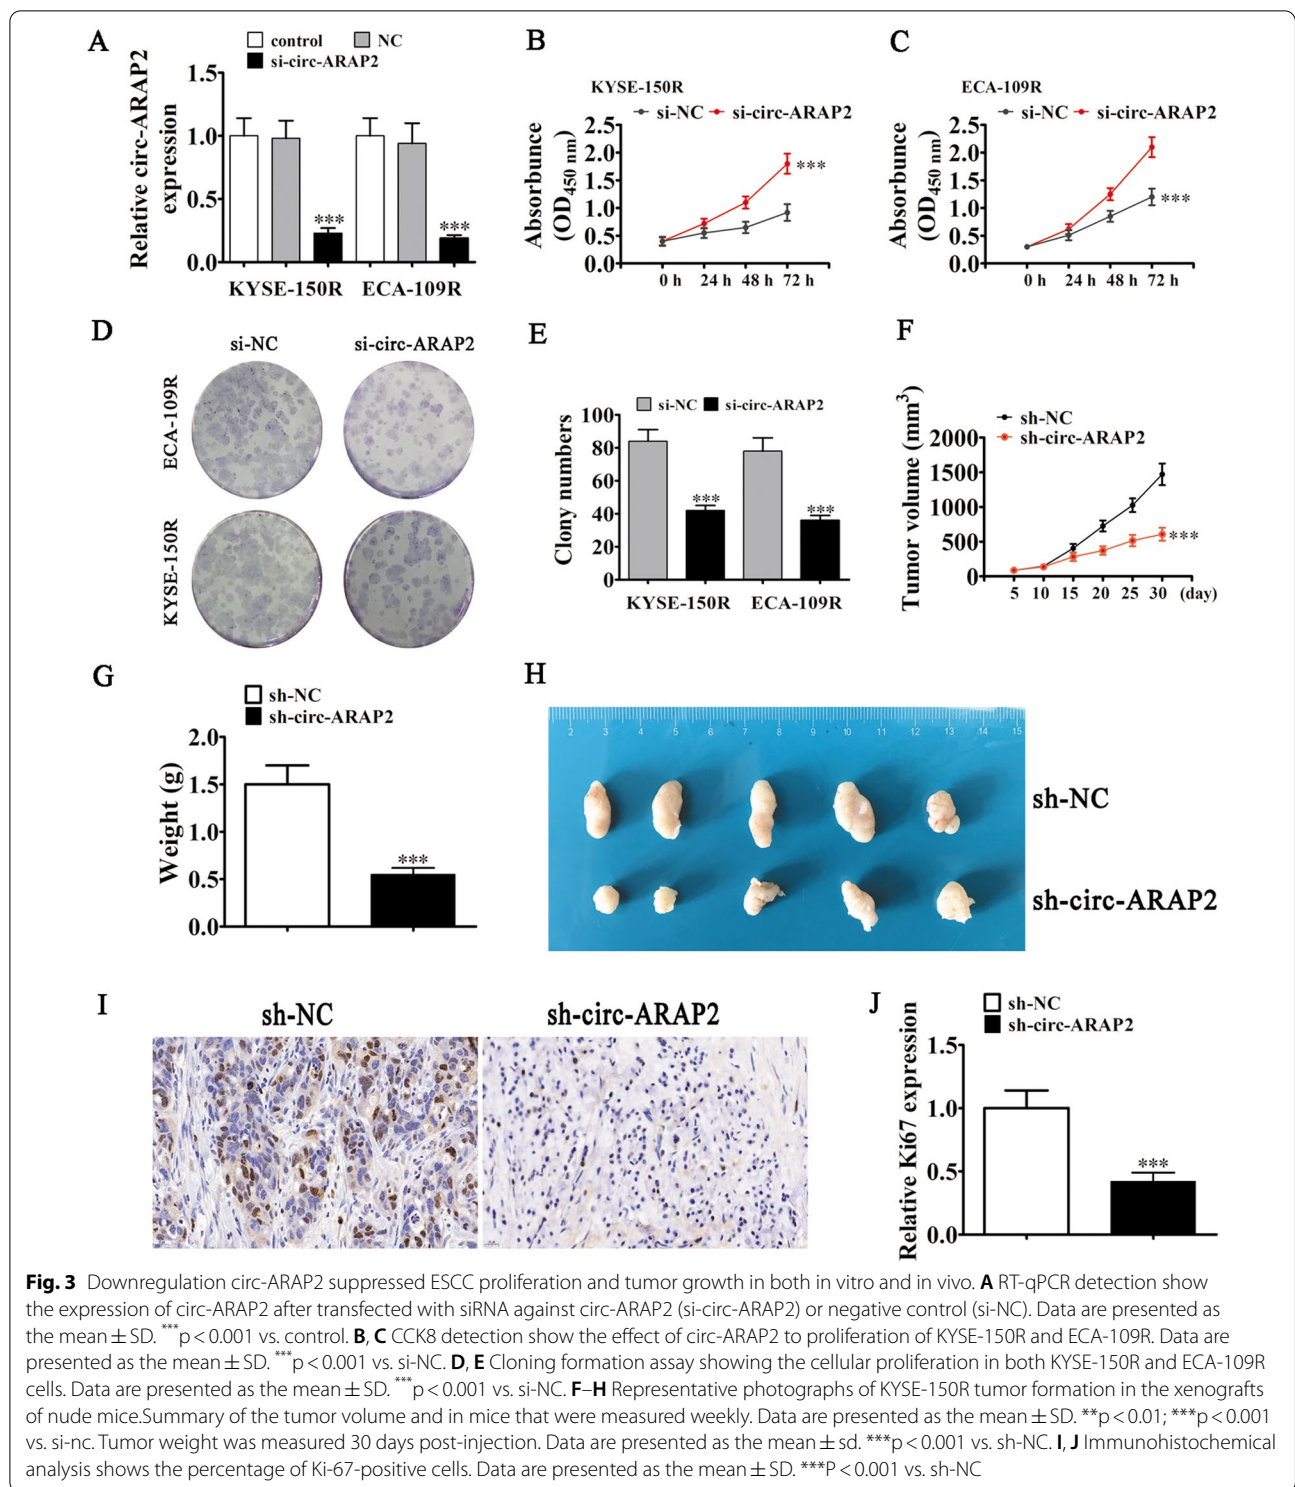 A
control
NC
si-circ-ARAP2
Relative circ-ARAP2
expression
1.5
1.0
0.5
0.0
***
***
KYSE-150R
ECA-109R
B
KYSE-150R
si-NC
si-circ-ARAP2
Absorbunce
(OD450 nm)
2.5
2.0
1.5
1.0
0.5
0.0
***
0 h
24 h
48 h
72 h
C
ECA-109R
si-NC
si-circ-ARAP2
Absorbunce
(OD450 nm)
2.5
2.0
1.5
1.0
0.5
0.0
***
0 h
24 h
48 h
72 h
D
si-NC
si-circ-ARAP2
ECA-109R
KYSE-150R
E
si-NC
si-circ-ARAP2
Clony numbers
100
80
60
40
20
0
***
***
KYSE-150R
ECA-109R
F
sh-NC
sh-circ-ARAP2
Tumor volume (mm3)
2000
1500
1000
500
0
***
5
10
15
20
25
30
(day)
G
sh-NC
sh-circ-ARAP2
Weight (g)
2.0
1.5
1.0
0.5
0.0
***
H
2 3 4 5 6 7 8 9 10 11 12 13 14 15
sh-NC
sh-circ-ARAP2
I
sh-NC
sh-circ-ARAP2
J
sh-NC
sh-circ-ARAP2
Relative Ki67 expression
1.5
1.0
0.5
0.0
***
Fig. 3 Downregulation circ-ARAP2 suppressed ESCC proliferation and tumor growth in both in vitro and in vivo. A RT-qPCR detection show
the expression of circ-ARAP2 after transfected with siRNA against circ-ARAP2 (si-circ-ARAP2) or negative control (si-NC). Data are presented as
the mean ± SD. ***p < 0.001 vs. control. B, C CCK8 detection show the effect of circ-ARAP2 to proliferation of KYSE-150R and ECA-109R. Data are
presented as the mean ± SD. ***p < 0.001 vs. si-NC. D, E Cloning formation assay showing the cellular proliferation in both KYSE-150R and ECA-109R
cells. Data are presented as the mean ± SD. ***p < 0.001 vs. si-NC. F–H Representative photographs of KYSE-150R tumor formation in the xenografts
of nude mice.Summary of the tumor volume and in mice that were measured weekly. Data are presented as the mean ± SD. **p < 0.01; ***p < 0.001
vs. si-nc. Tumor weight was measured 30 days post-injection. Data are presented as the mean ± sd. ***p < 0.001 vs. sh-NC. I, J Immunohistochemical
analysis shows the percentage of Ki-67-positive cells. Data are presented as the mean ± SD. ***P < 0.001 vs. sh-NC